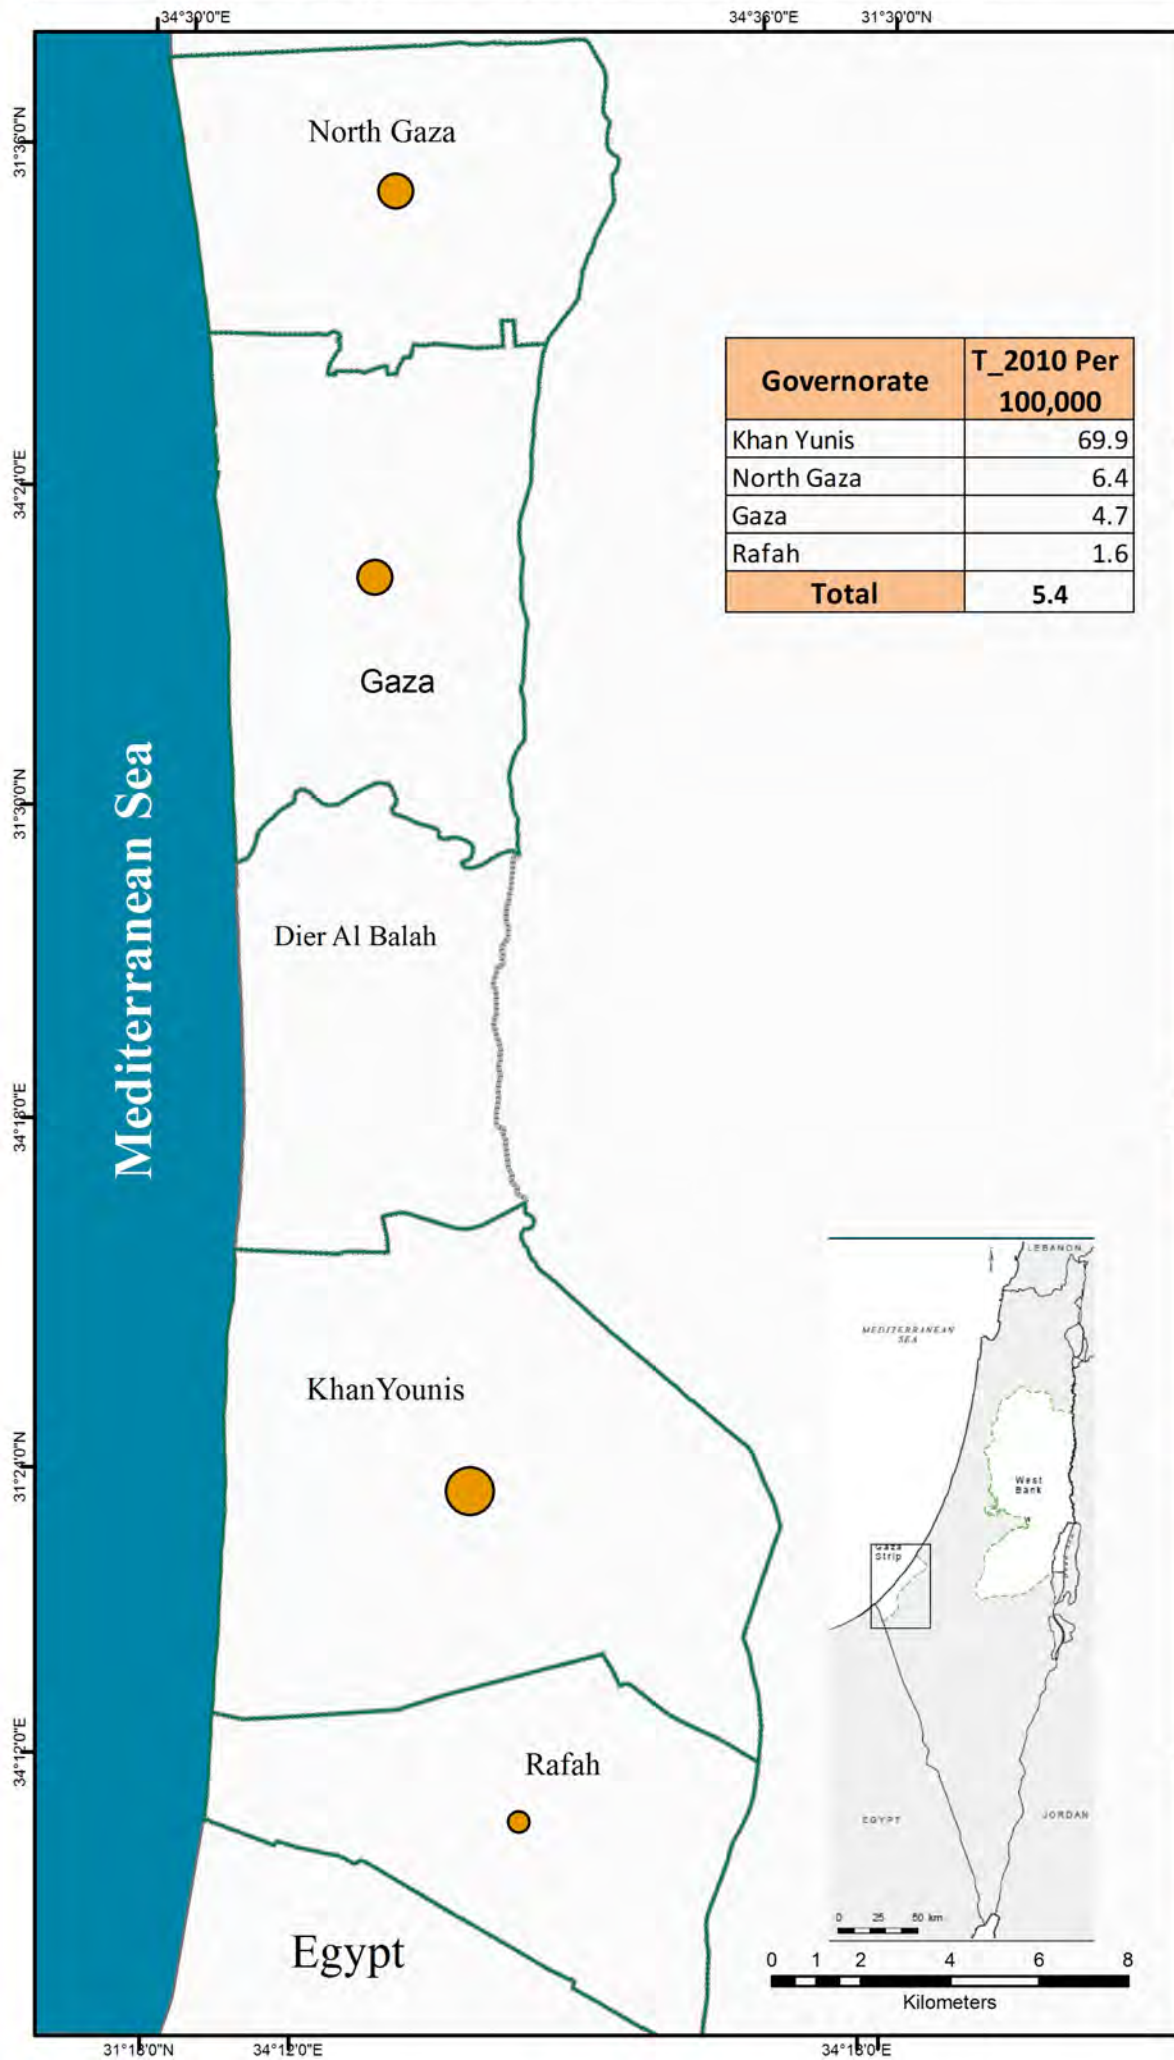 34°30'0"E
34°36'0"E
31°30'0"N
31°36'0"N
North Gaza
Governorate
T_2010 Per
100,000
Khan Yunis 69.9
North Gaza 6.4
Gaza 4.7
Rafah 1.6
Total 5.4
34°24'0"E
Gaza
31°30'0"N
Mediterranean Sea
Dier Al Balah
34°18'0"E
LEBANON
MEDITERRANEAN
SEA
KhanYounis
31°24'0"N
West
Bank
Gaza
Strip
34°12'0"E
Rafah
EGYPT
JORDAN
0 25 50 km
Egypt
0 1 2 4 6 8
Kilometers
31°18'0"N
34°12'0"E
34°18'0"E